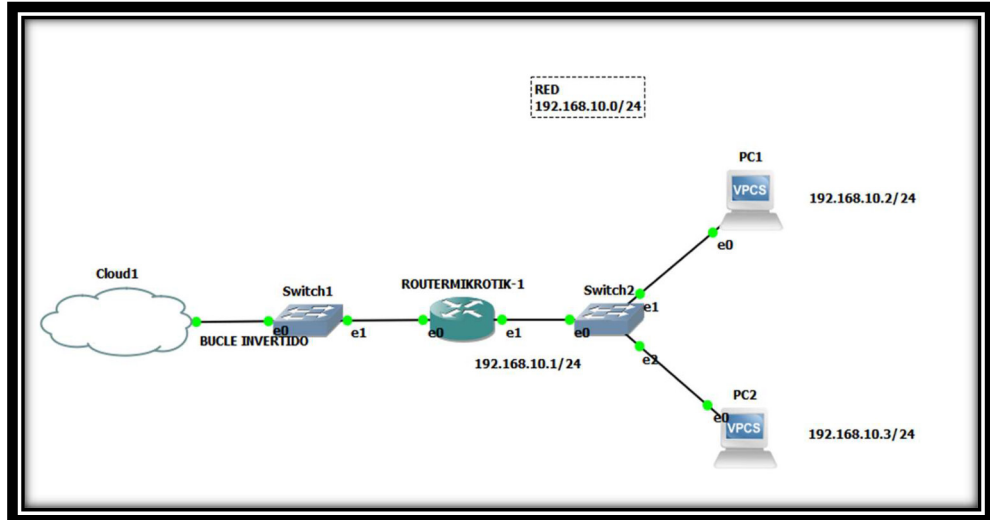 RED
192.168.10.0/24
PC1
VPCS
192.168.10.2/24
e0
Cloud1
Switch1
ROUTERMIKROTIK-1
Switch2
e1
e0
e1
e0
e1
e0
BUCLE INVERTIDO
192.168.10.1/24
e2
PC2
e0
VPCS
192.168.10.3/24